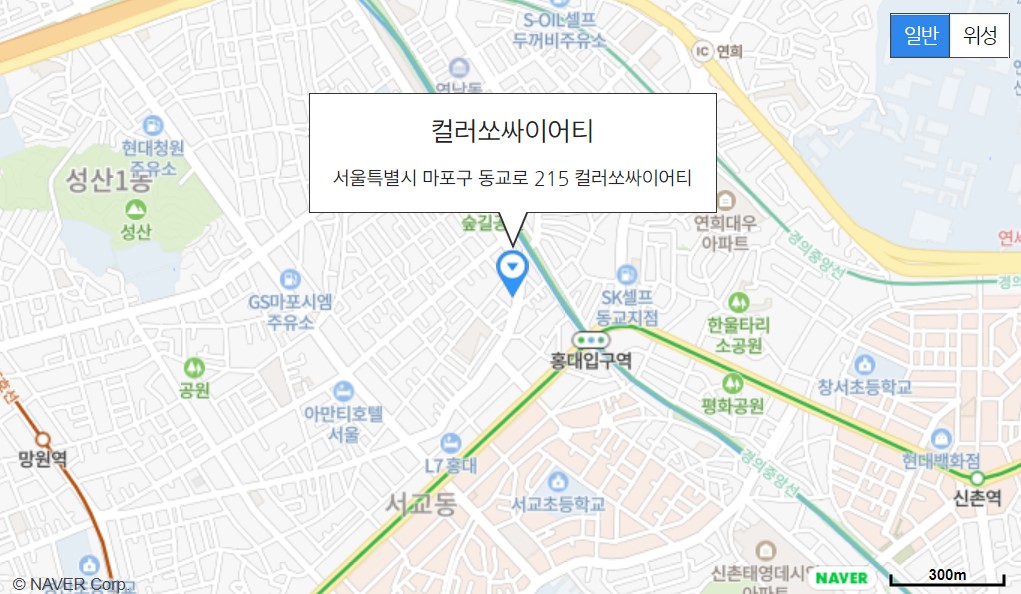 S-OIL셀프
두꺼비주유소
일반
위성
IC 연희
연남동
컬러쏘싸이어티
서울특별시 마포구 동교로 215 컬러쏘싸이어티
현대청원
주유소
성산1동
성산
숲길공
연희대우
아파트
경의중앙선
연세
경의
GS마포시엠
주유소
SK셀프
동교지점
한울타리
소공원
홍대입구역
공원
창서초등학교
평화공원
아만티호텔
서울
호선
망원역
L7 홍대
현대백화점
경의중앙선
신촌역
서교동
서교초등학교
신촌태영데시앙
아파트
NAVER
300m
© NAVER Corp.